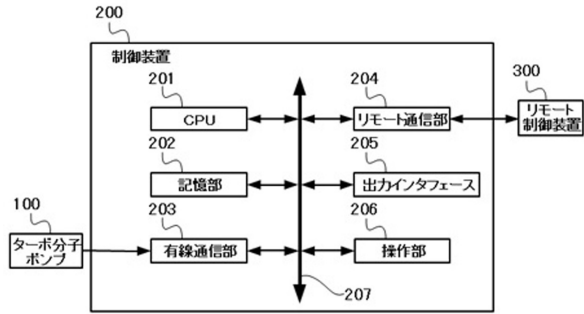 200
制御装置
201
CPU
204
リモート通信部
300
リモート
制御装置
202
記憶部
205
出力インタフェース
100
ターボ分子
ポンプ
203
有線通信部
206
操作部
207